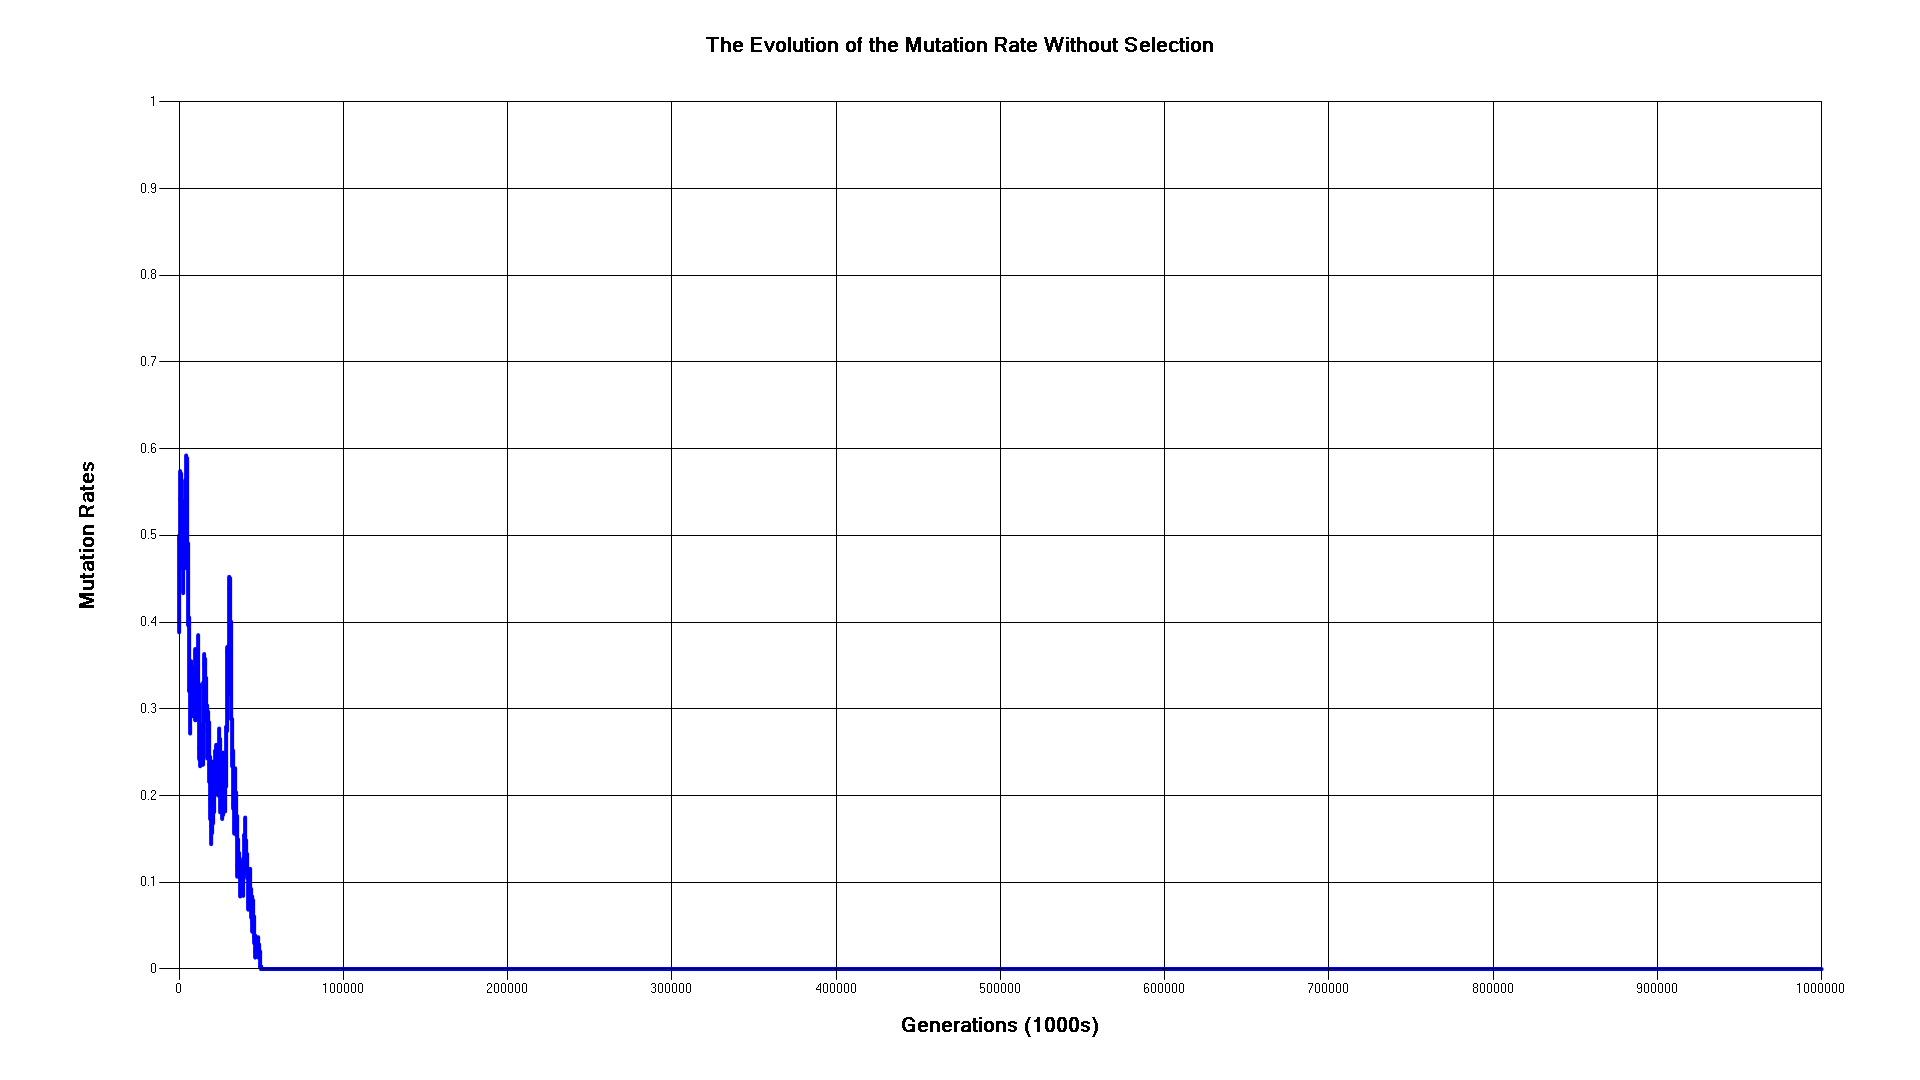 The Evolution of the Mutation Rate Without Selection
1
0.9
0.8
0.7
0.6
0.5
0.4
0.3
0.2
0.1
0
Mutation Rates
0 100000 200000 300000 400000 500000 600000 700000 800000 900000 1000000
Generations (1000s)